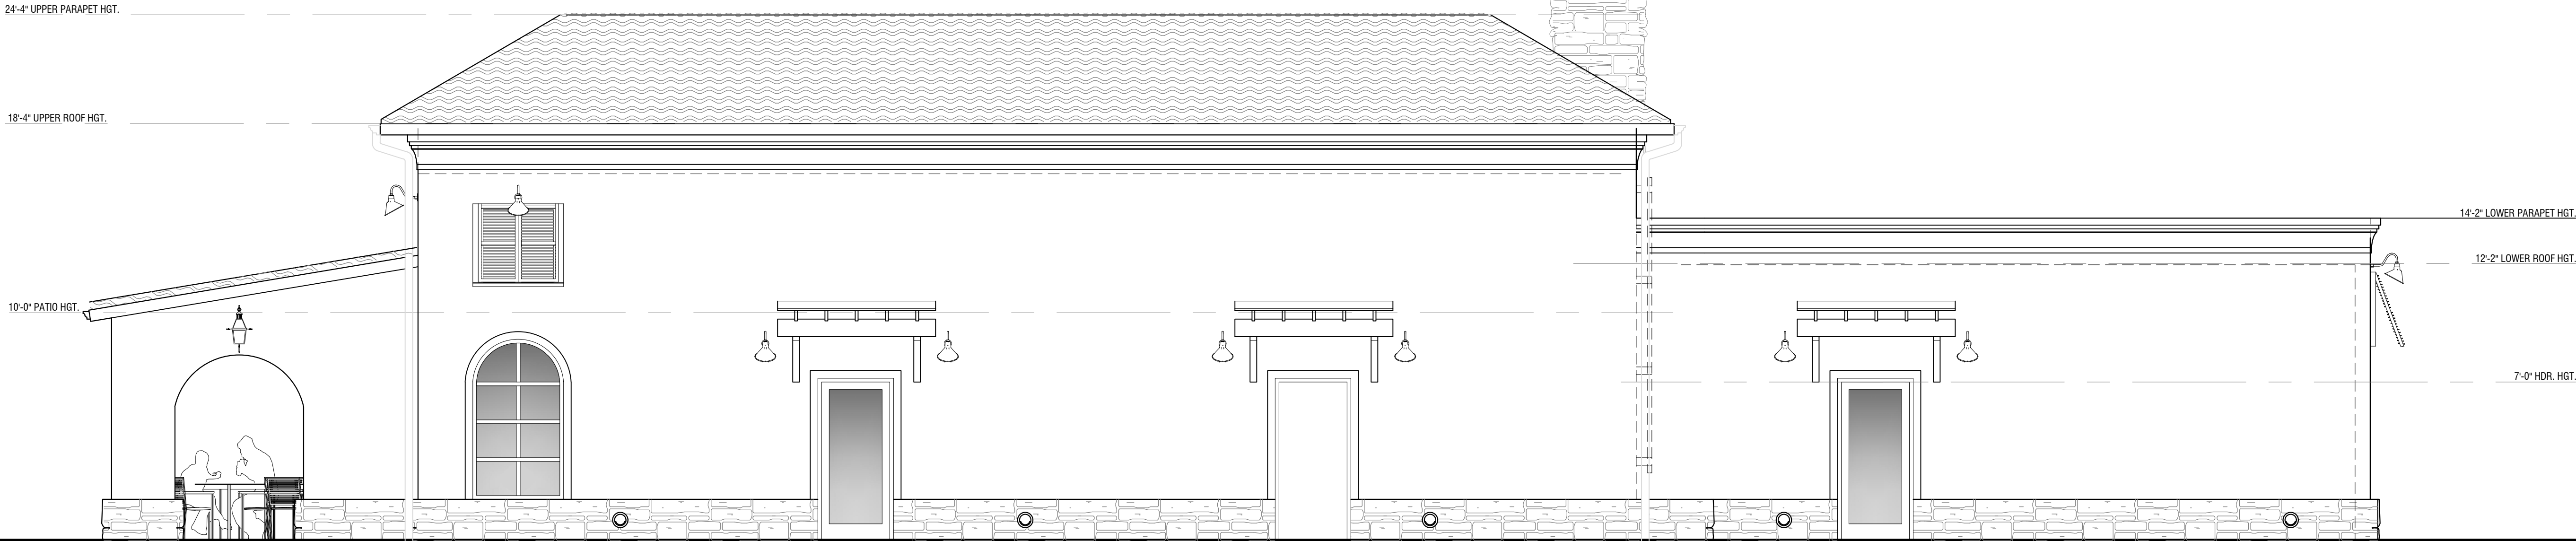 24'-4" UPPER PARAPET HGT.
18'-4" UPPER ROOF HGT.
14'-2" LOWER PARAPET HGT.
12'-2" LOWER ROOF HGT.
10'-0" PATIO HGT.
7'-0" HDR. HGT.